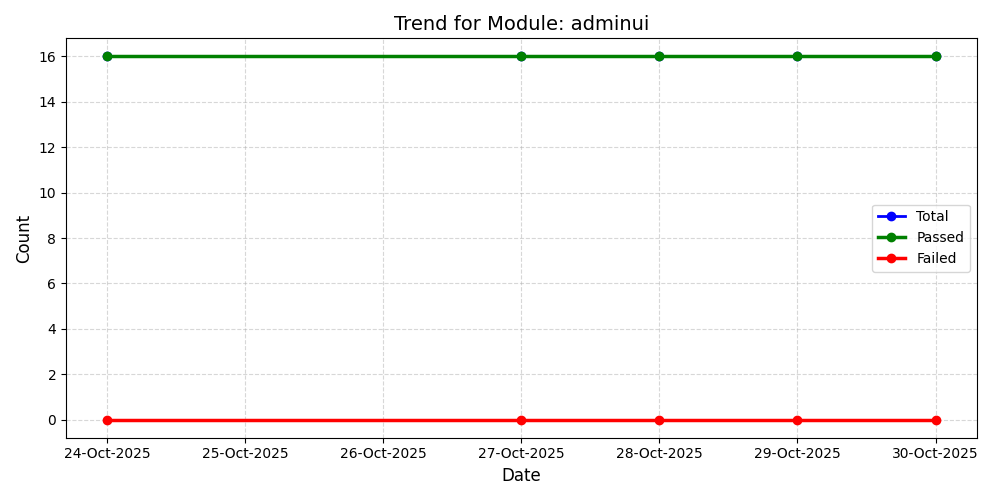 Trend for Module: adminui
Count
16
14
12
10
8
6
4
2
0
Total
Passed
Failed
24-Oct-2025 25-Oct-2025 26-Oct-2025 27-Oct-2025 28-Oct-2025 29-Oct-2025 30-Oct-2025
Date